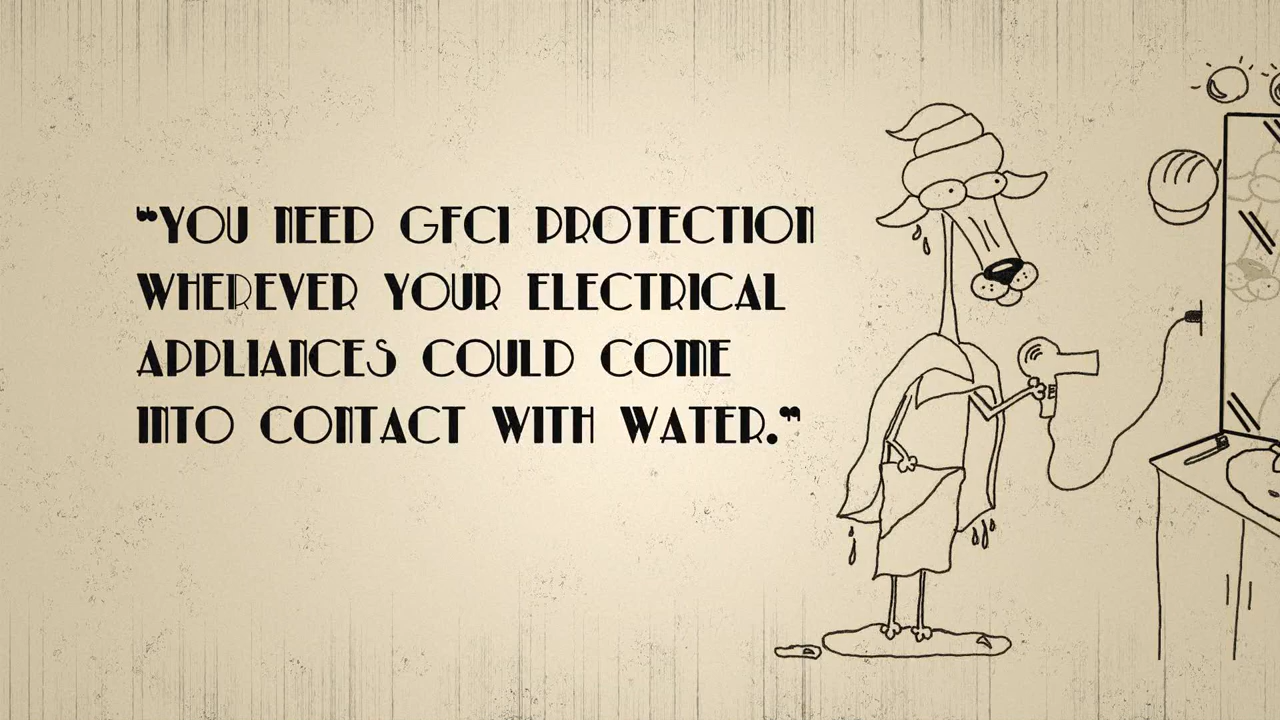 “YOU NEED GFCI PROTECTION
WHEREVER YOUR ELECTRICAL
APPLIANCES COULD COME
INTO CONTACT WITH WATER.”